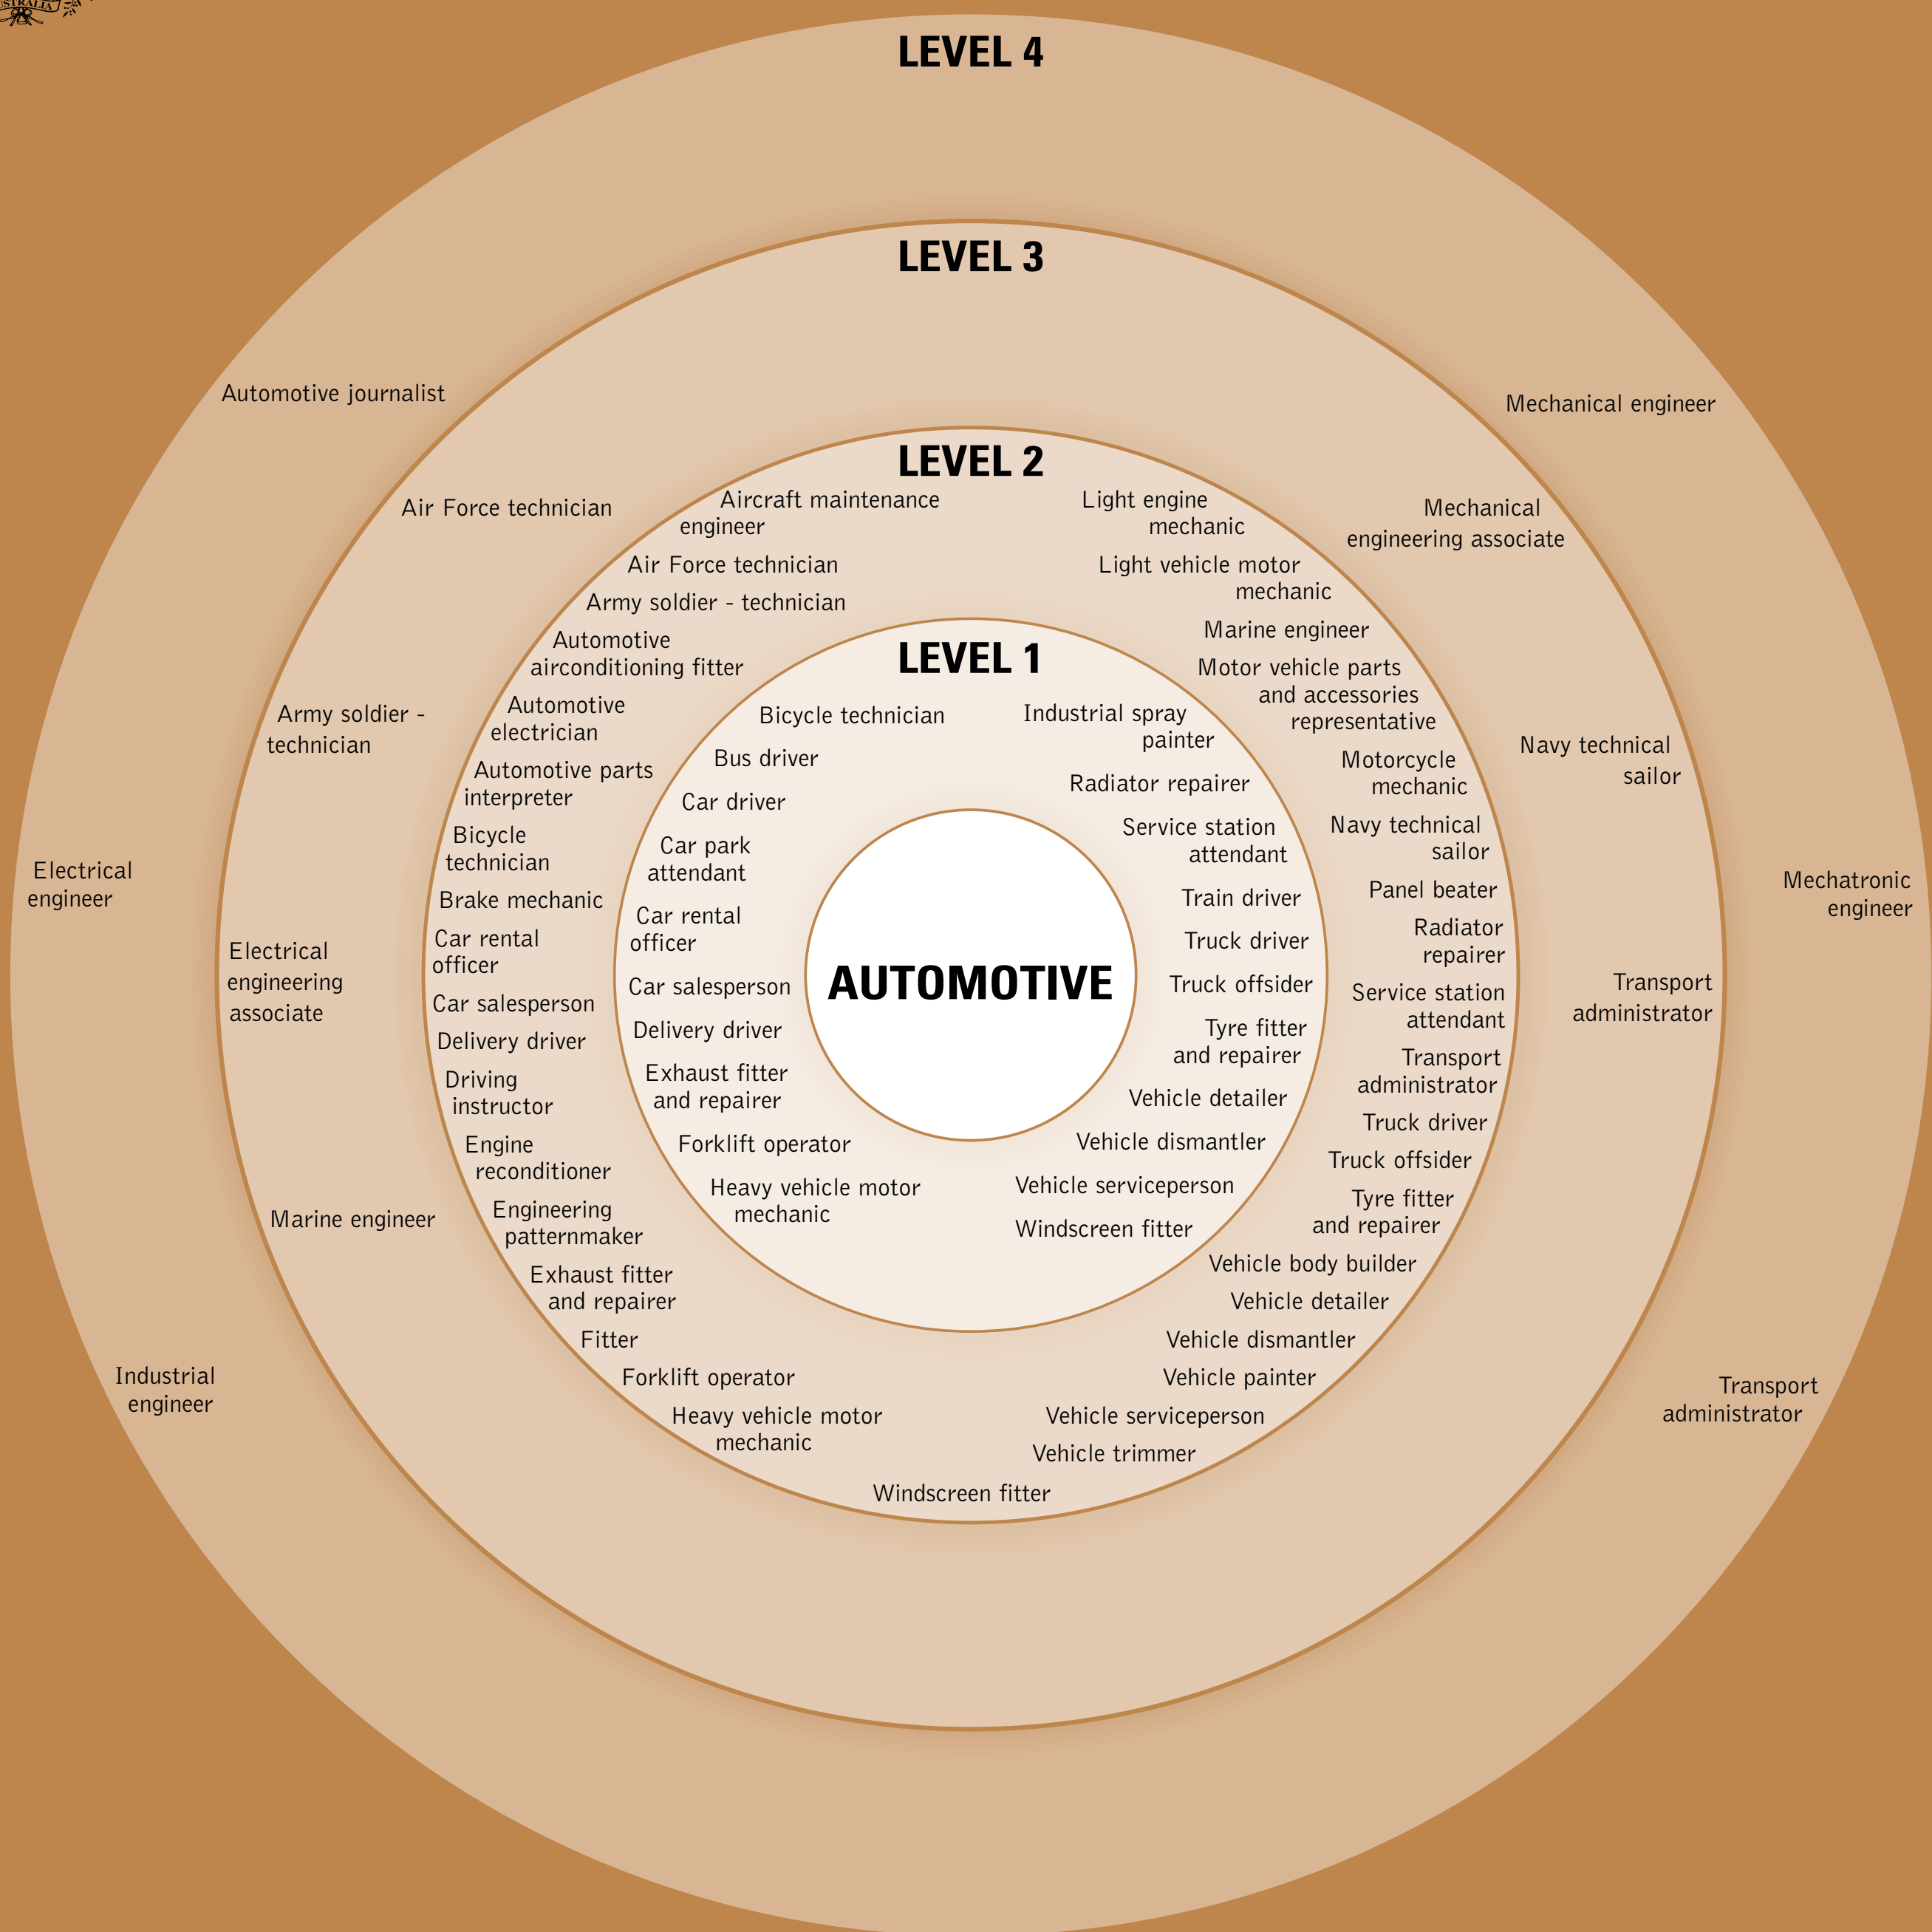 LEVEL 4
Automotive journalist
Electrical
engineer
Industrial
engineer
Mechanical engineer
Mechatronic
engineer
Transport
administrator
LEVEL 3
Air Force technician
Army soldier -
technician
Electrical
engineering
associate
Marine engineer
Mechanical
engineering associate
Navy technical
sailor
Transport
administrator
LEVEL 2
Aircraft maintenance
engineer
Air Force technician
Army soldier - technician
Automotive
airconditioning fitter
Automotive
electrician
Automotive parts
interpreter
Bicycle
technician
Brake mechanic
Car rental
officer
Car salesperson
Delivery driver
Driving
instructor
Engine
reconditioner
Engineering
patternmaker
Exhaust fitter
and repairer
Fitter
Forklift operator
Heavy vehicle motor
mechanic
Light engine
mechanic
Light vehicle motor
mechanic
Marine engineer
Motor vehicle parts
and accessories
representative
Motorcycle
mechanic
Navy technical
sailor
Panel beater
Radiator
repairer
Service station
attendant
Transport
administrator
Truck driver
Truck offsider
Tyre fitter
and repairer
Vehicle body builder
Vehicle detailer
Vehicle dismantler
Vehicle painter
Vehicle serviceperson
Vehicle trimmer
Windscreen fitter
LEVEL 1
Bicycle technician
Bus driver
Car driver
Car park
attendant
Car rental
officer
Car salesperson
Delivery driver
Exhaust fitter
and repairer
Forklift operator
Heavy vehicle motor
mechanic
Industrial spray
painter
Radiator repairer
Service station
attendant
Train driver
Truck driver
Truck offsider
Tyre fitter
and repairer
Vehicle detailer
Vehicle dismantler
Vehicle serviceperson
Windscreen fitter
AUTOMOTIVE